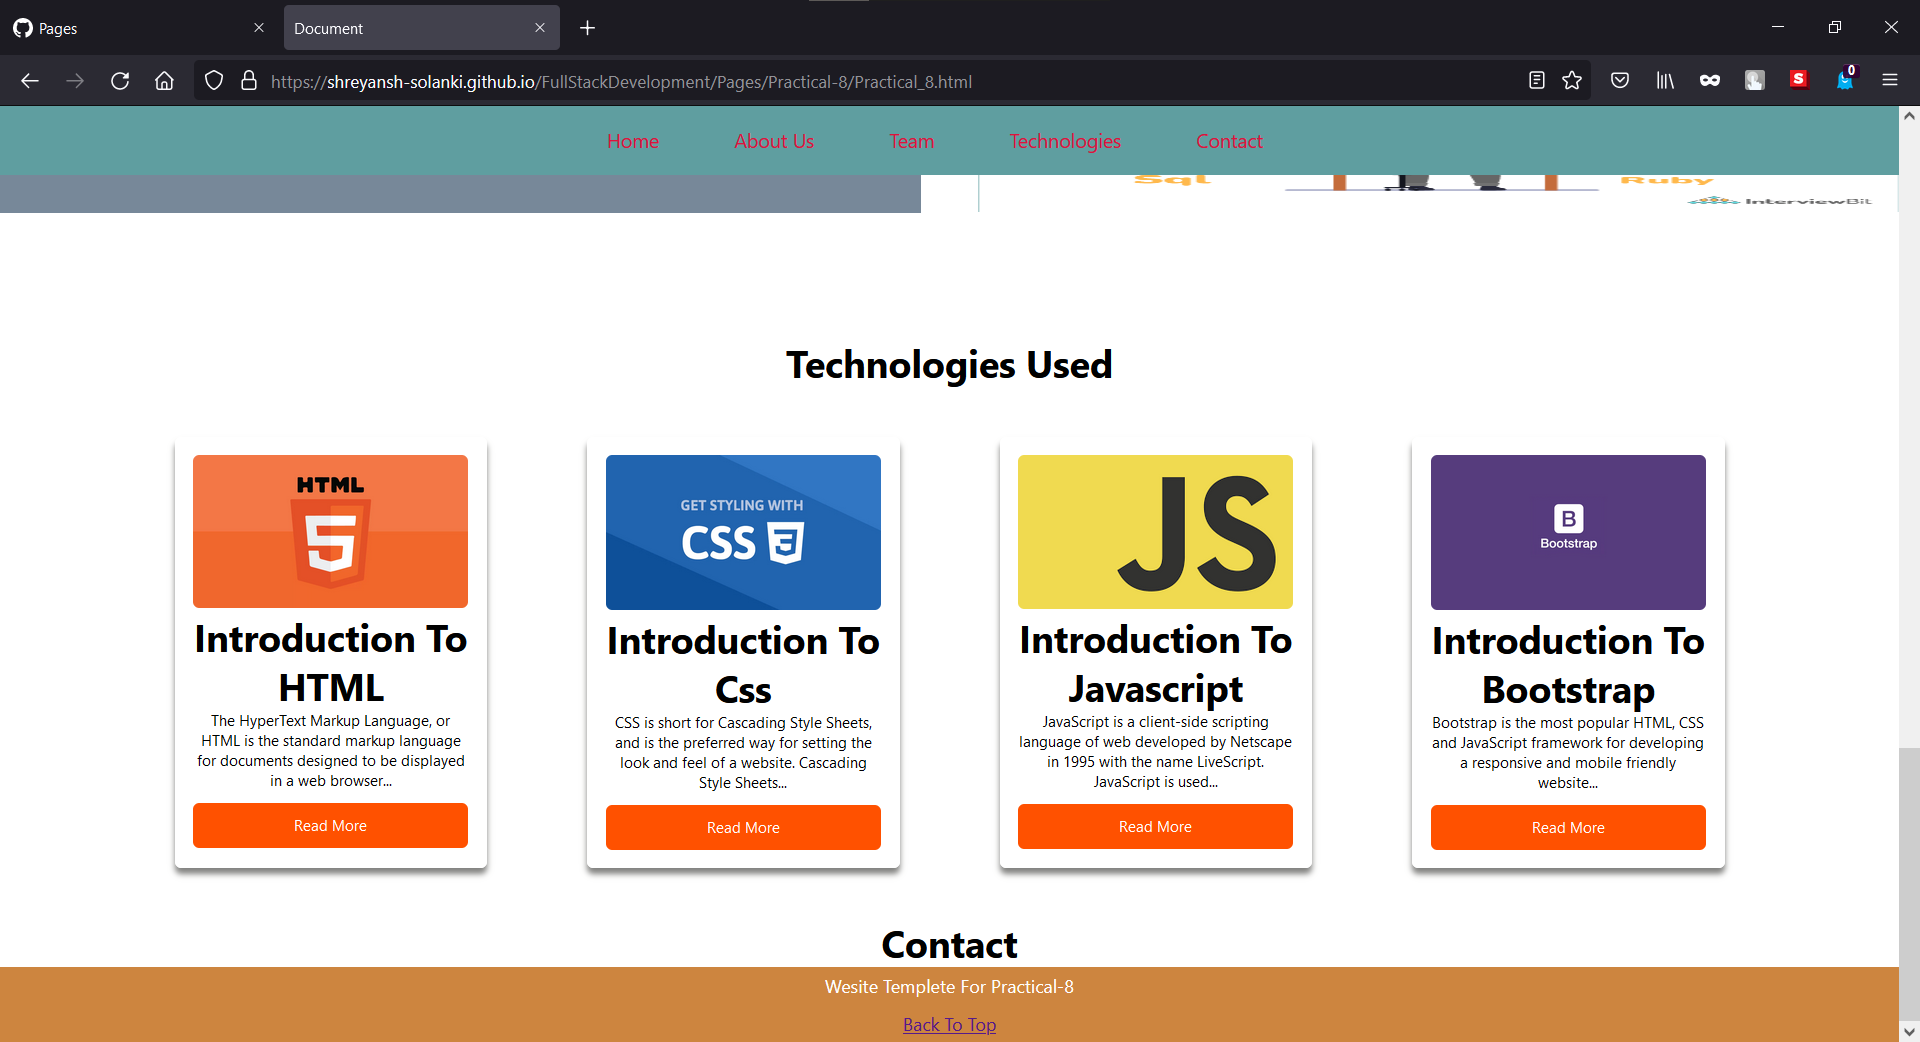 Pages
Document
https://shreyansh-solanki.github.io/FullStackDevelopment/Pages/Practical-8/Practical_8.html
S
0
Home About Us Team Technologies Contact
Sql Ruby
InterviewBit
Technologies Used
HTML
5
Introduction To
HTML
The HyperText Markup Language, or
HTML is the standard markup language
for documents designed to be displayed
in a web browser...
Read More
GET STYLING WITH
CSS 3
Introduction To
Css
CSS is short for Cascading Style Sheets,
and is the preferred way for setting the
look and feel of a website. Cascading
Style Sheets...
Read More
JS
Introduction To
Javascript
JavaScript is a client-side scripting
language of web developed by Netscape
in 1995 with the name LiveScript.
JavaScript is used...
Read More
B
Bootstrap
Introduction To
Bootstrap
Bootstrap is the most popular HTML, CSS
and JavaScript framework for developing
a responsive and mobile friendly
website...
Read More
Contact
Wesite Templete For Practical-8
Back To Top